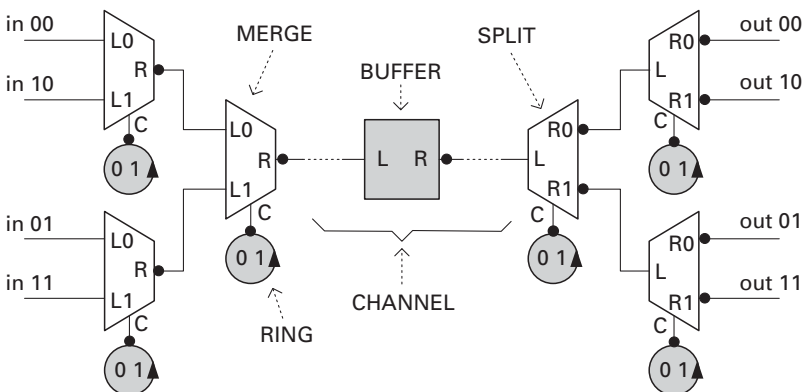 in 00
L0
R
in 10
L1
C
0 1
MERGE
L0
R
L1
C
0 1
in 01
L0
R
in 11
L1
C
0 1
RING
BUFFER
L R
CHANNEL
SPLIT
R0
L
R1
C
0 1
R0
out 00
L
R1
out 10
C
0 1
R0
out 01
L
R1
out 11
C
0 1